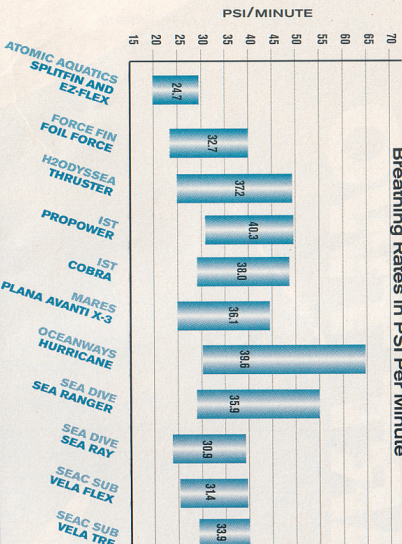 PSI/MINUTE
15 20 25 30 35 40 45 50 55 60 65 70
Breathing Rates in PSI Per Minute
ATOMIC AQUATICS
SPLITFIN AND
EZ-FLEX
24.7
FORCE FIN
FOIL FORCE
32.7
H2ODYSSEA
THRUSTER
37.2
IST
PROPOWER
40.3
IST
COBRA
38.0
MARES
PLANA AVANTI X-3
36.1
OCEANWAYS
HURRICANE
39.6
SEA DIVE
SEA RANGER
35.9
SEA DIVE
SEA RAY
30.9
SEAC SUB
VELA FLEX
31.4
SEAC SUB
VELA TRE
33.9